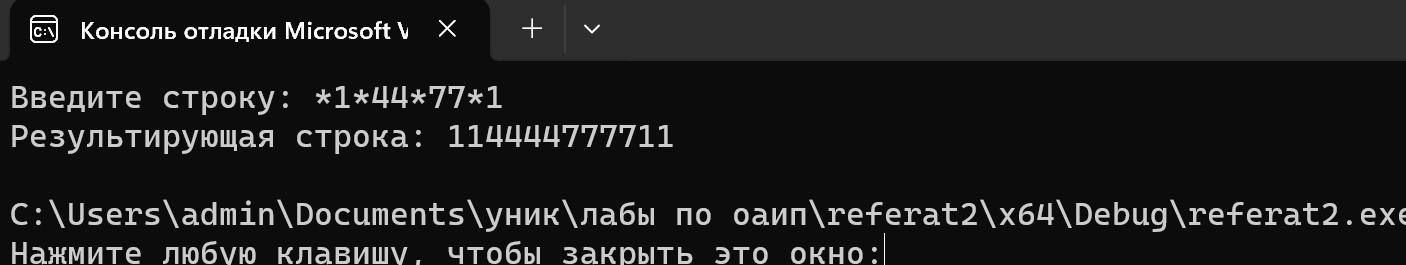 Консоль отладки Microsoft V
Введите строку: *1*44*77*1
Результирующая строка: 114444777711
C:\Users\admin\Documents\уник\лабы по оаип\referat2\x64\Debug\referat2.exe
Нажмите любую клавишу, чтобы закрыть это окно: